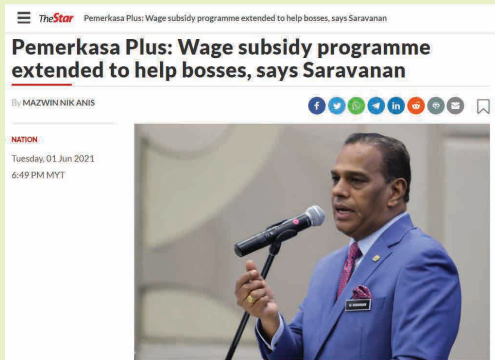 TheStar Pemerkasa Plus: Wage subsidy programme extended to help bosses, says Saravanan
Pemerkasa Plus: Wage subsidy programme
extended to help bosses, says Saravanan
By MAZWIN NIK ANIS
NATION
Tuesday, 01 Jun 2021
6:49 PM MYT